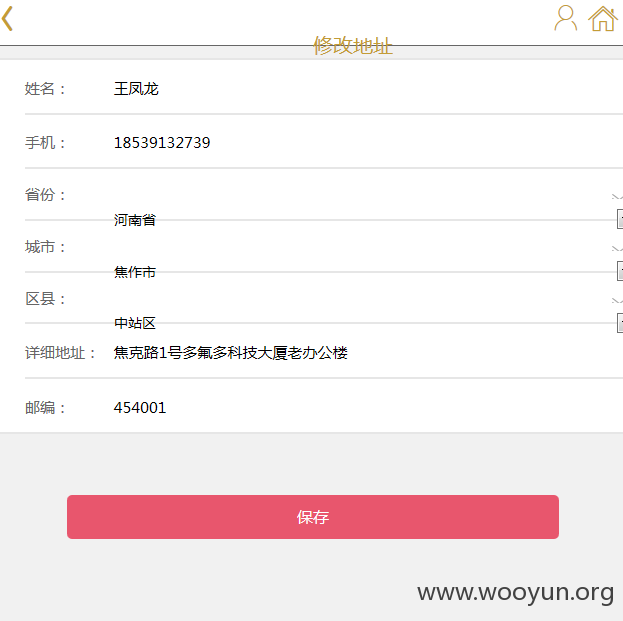 修改地址
姓名： 王凤龙
手机： 18539132739
省份：
河南省
城市：
焦作市
区县：
中站区
详细地址： 焦克路1号多氟多科技大厦老办公楼
邮编： 454001
保存
www.wooyun.org